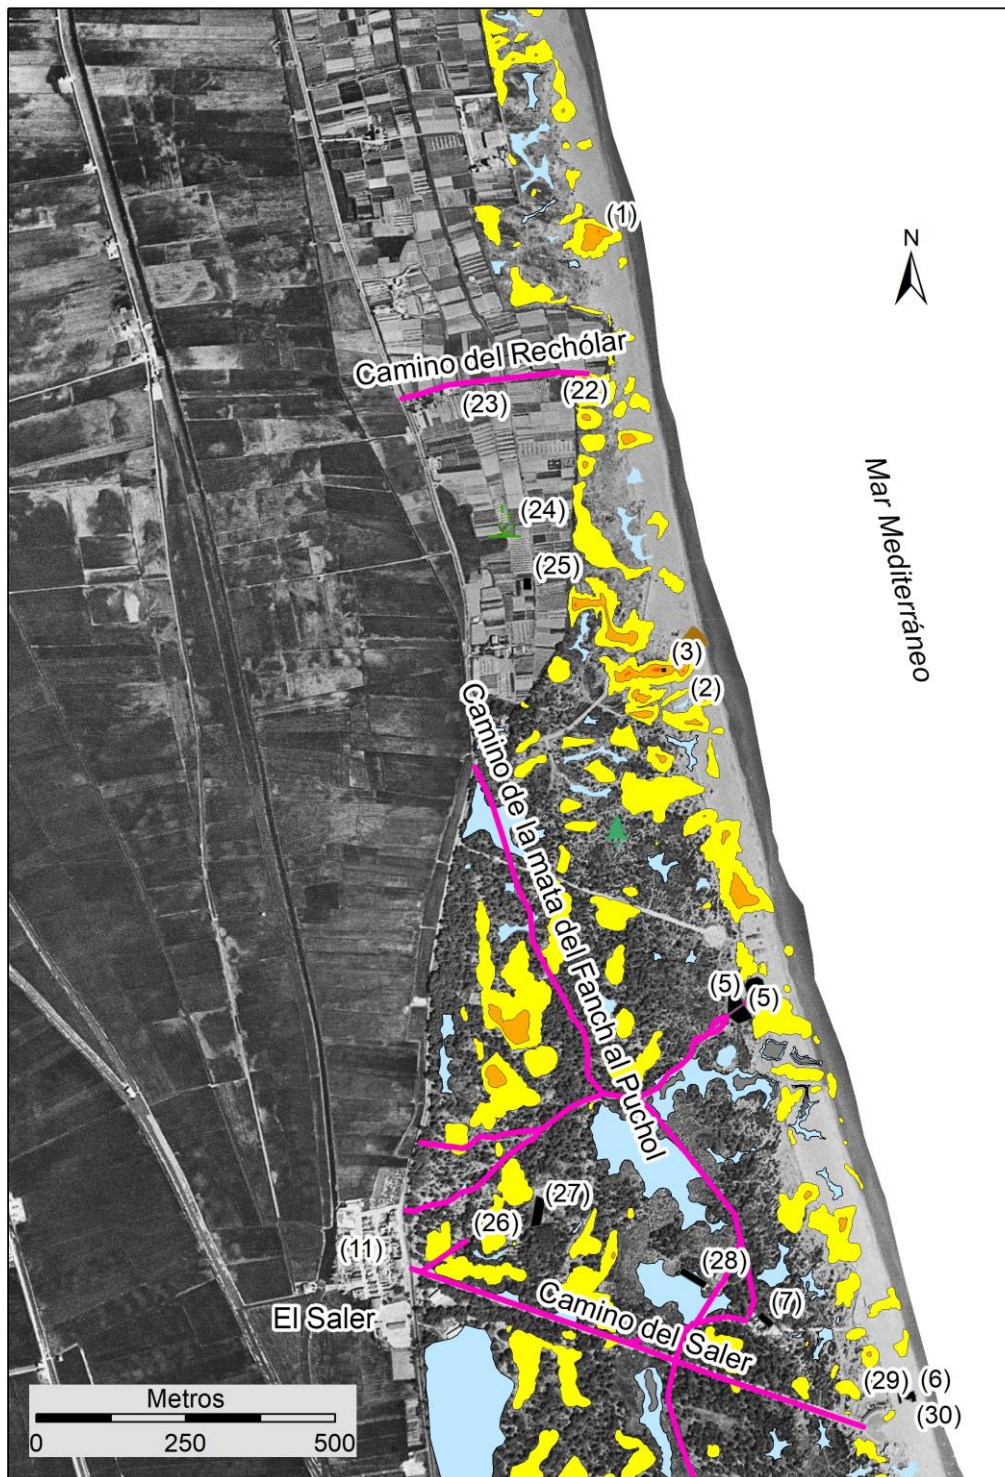 (1)
N
Camino del Rechólar
(22)
(23)
Mar Mediterráneo
(24)
(25)
(3)
(2)
Camino de la mata del Fanch al Puchol
(5)
(5)
(27)
(26)
(11)
(28)
(7)
El Saler
Camino del Saler
(29)
(6)
(30)
Metros
0
250
500